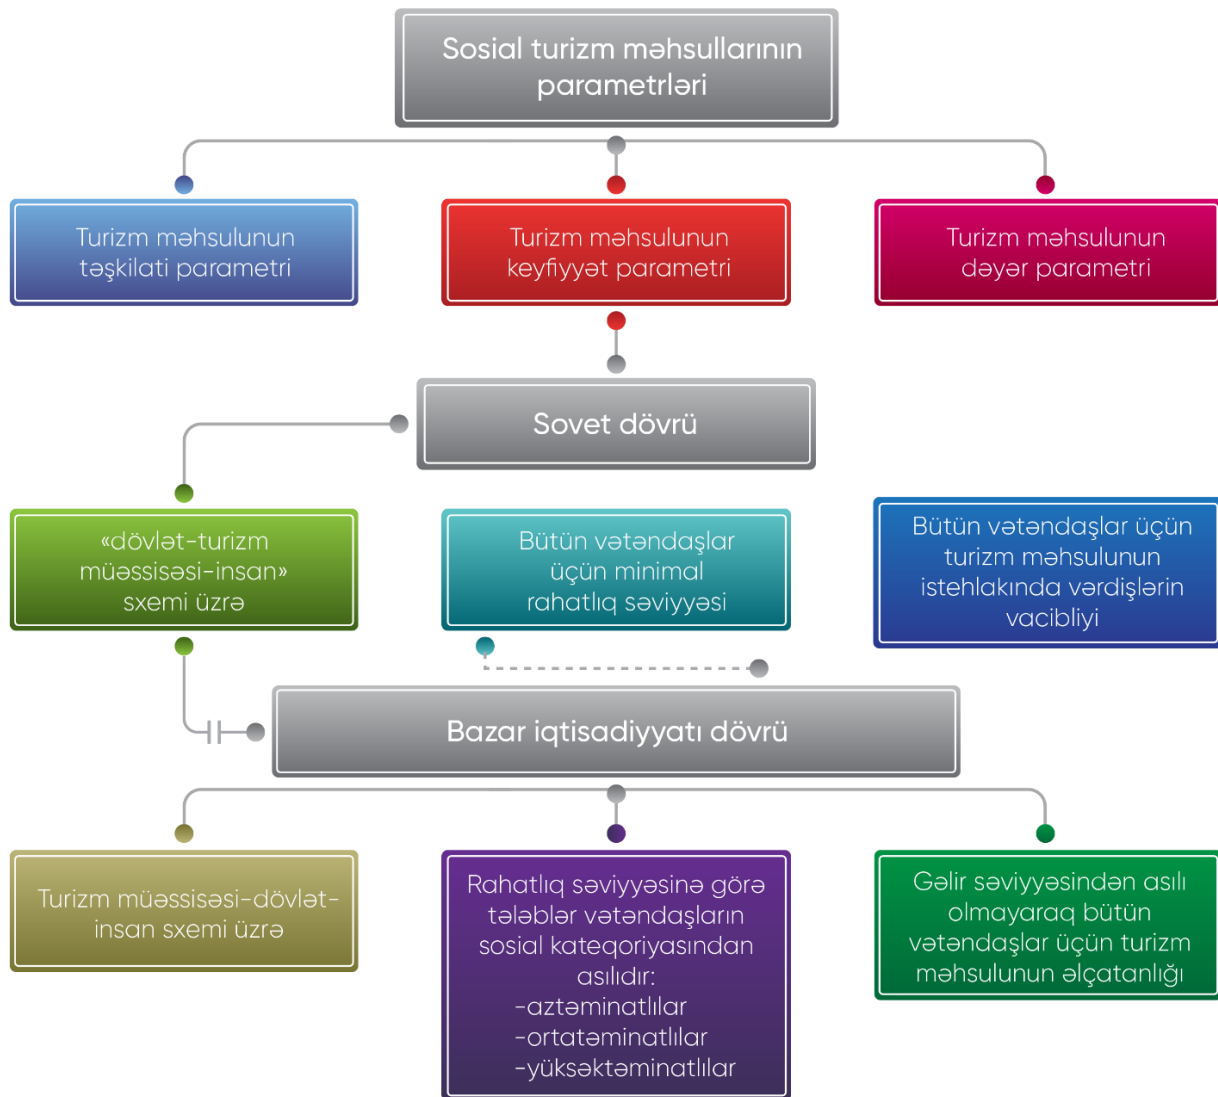 Sosial turizm məhsullarının
parametrləri
Turizm məhsulunun
təşkilati parametri
Turizm məhsulunun
keyfiyyət parametri
Turizm məhsulunun
dəyər parametri
Sovet dövrü
«dövlət-turizm
müəssisəsi-insan»
sxemi üzrə
Bütün vətəndaşlar
üçün minimal
rahatlıq səviyyəsi
Bütün vətəndaşlar üçün
turizm məhsulunun
istehlakında vərdişlərin
vacibliyi
Bazar iqtisadiyyatı dövrü
Turizm müəssisəsi-dövlət-
insan sxemi üzrə
Rahatlıq səviyyəsinə görə
tələblər vətəndaşların
sosial kateqoriyasından
asılıdır:
-aztəminatlılar
-ortatəminatlılar
-yüksəktəminatlılar
Gəlir səviyyəsindən asılı
olmayaraq bütün
vətəndaşlar üçün turizm
məhsulunun əlçatanlığı